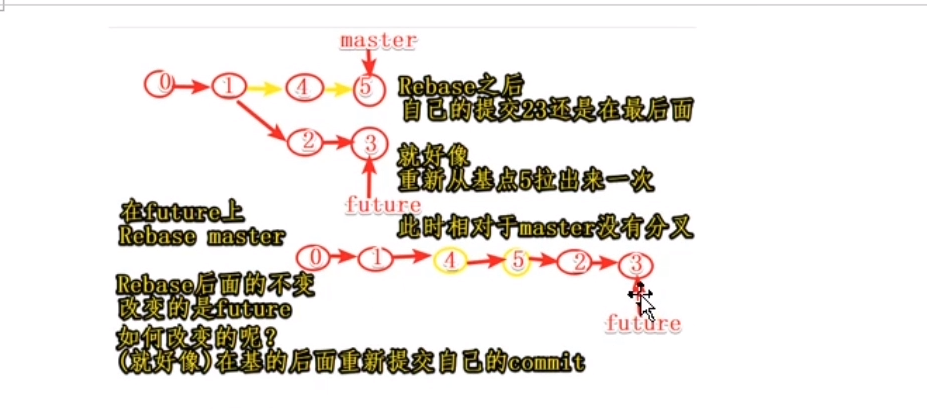 master
0 1 4 5
Rebase之后
自己的提交23还是在最后面
2 3
就好像
重新从基点5拉出来一次
future
在future上
Rebase master
此时相对于master没有分叉
0 1 4 5 2 3
Rebase后面的不变
改变的是future
future
如何改变的呢？
(就好像)在基的后面重新提交自己的commit